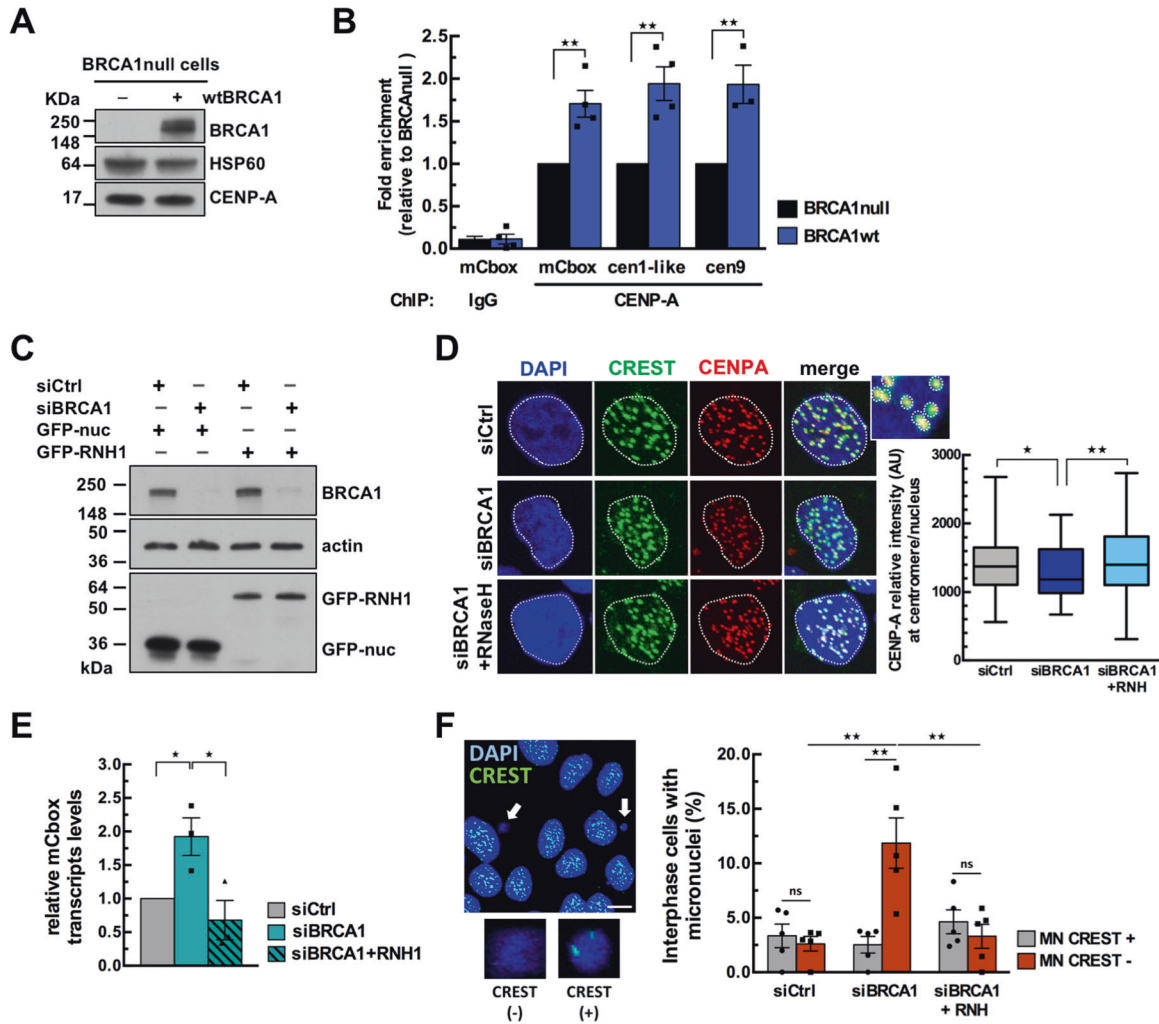 A
BRCA1null cells
KDa – + wtBRCA1
250
148
BRCA1
64
HSP60
17
CENP-A
B
Fold enrichment
(relative to BRCAnull)
2.5
2.0
1.5
1.0
0.5
0.0
★★
★★
★★
mCbox mCbox cen1-like cen9
ChIP: IgG CENP-A
BRCA1null
BRCA1wt
C
siCtrl + – + –
siBRCA1 – + – +
GFP-nuc + + – –
GFP-RNH1 – – + +
250
148
BRCA1
50
36
actin
64
50
GFP-RNH1
36
GFP-nuc
kDa
D
DAPI CREST CENPA merge
siCtrl
siBRCA1
siBRCA1
+RNaseH
CENP-A relative intensity (AU)
at centromere/nucleus
3000
2000
1000
0
★ ★★
siCtrl siBRCA1 siBRCA1
+RNH
E
relative mCbox
transcripts levels
3.0
2.5
2.0
1.5
1.0
0.5
0.0
★ ★
siCtrl
siBRCA1
siBRCA1+RNH1
F
DAPI
CREST
CREST
(-)
CREST
(+)
Interphase cells with
micronuclei (%)
20.0
15.0
10.0
5.0
0.0
★★ ★★
★★
ns
ns
siCtrl siBRCA1 siBRCA1
+ RNH
MN CREST +
MN CREST -